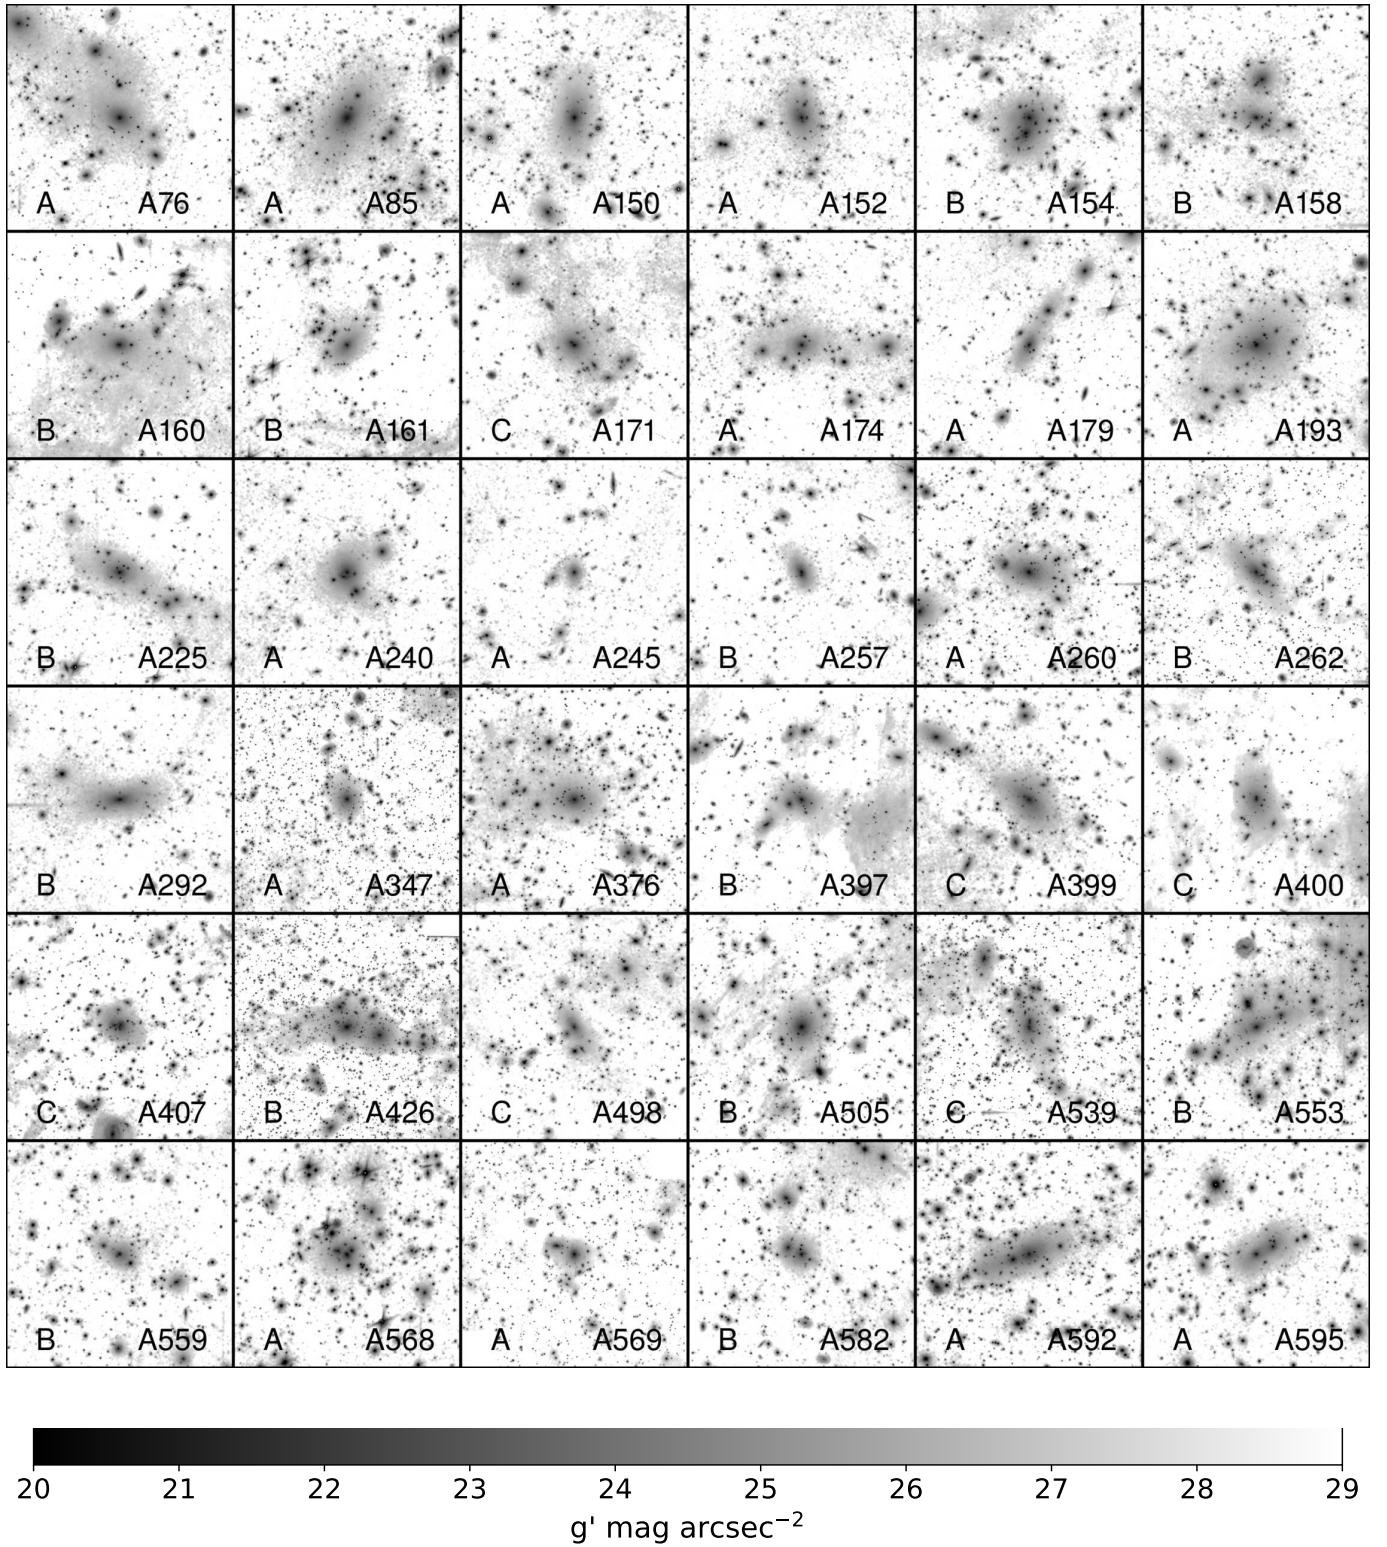 A A76 A A85 A A150 A A152 B A154 B A158
B A160 B A161 C A171 A A174 A A179 A A193
B A225 A A240 A A245 B A257 A A260 B A262
B A292 A A347 A A376 B A397 C A399 C A400
C A407 B A426 C A498 B A505 C A539 B A553
B A559 A A568 A A569 B A582 A A592 A A595
20 21 22 23 24 25 26 27 28 29
g' mag arcsec⁻²